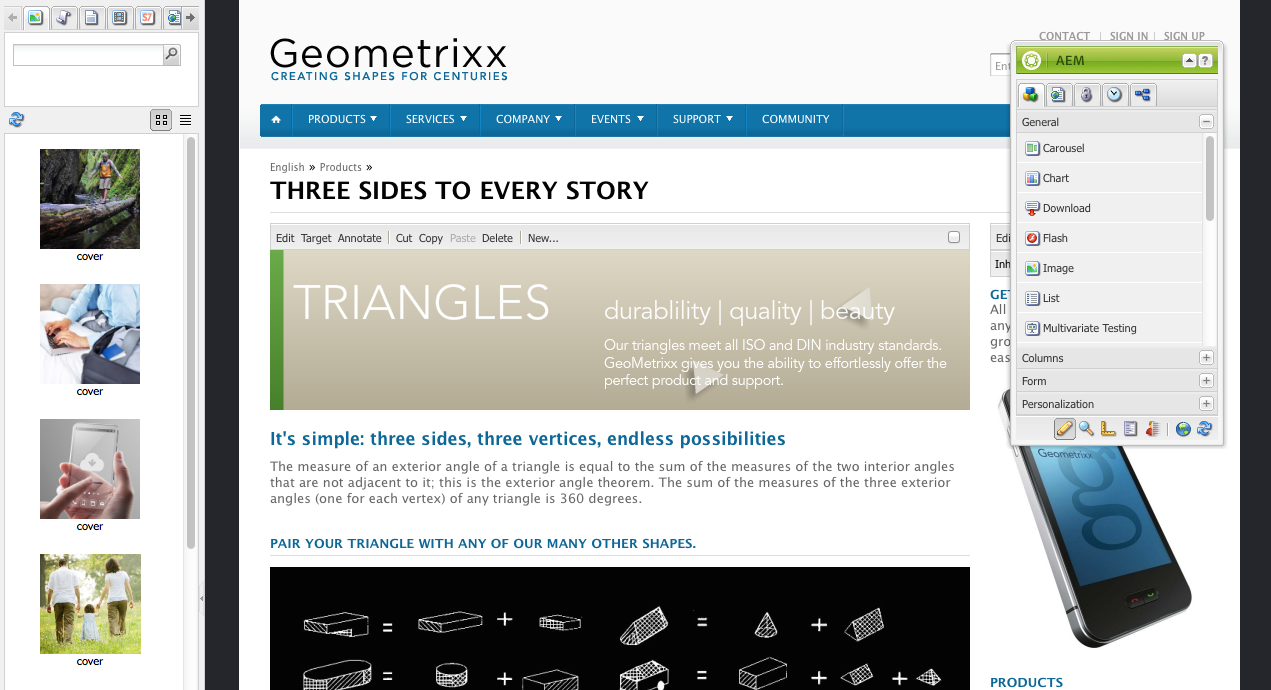 S7
cover
cover
cover
cover
Geometrixx
CREATING SHAPES FOR CENTURIES
CONTACT | SIGN IN | SIGN UP
Ent
PRODUCTS SERVICES COMPANY EVENTS SUPPORT COMMUNITY
English » Products »
THREE SIDES TO EVERY STORY
Edit Target Annotate Cut Copy Paste Delete New...
TRIANGLES
durablility | quality | beauty
Our triangles meet all ISO and DIN industry standards.
GeoMetrixx gives you the ability to effortlessly offer the
perfect product and support.
It's simple: three sides, three vertices, endless possibilities
The measure of an exterior angle of a triangle is equal to the sum of the measures of the two interior angles
that are not adjacent to it; this is the exterior angle theorem. The sum of the measures of the three exterior
angles (one for each vertex) of any triangle is 360 degrees.
PAIR YOUR TRIANGLE WITH ANY OF OUR MANY OTHER SHAPES.
= + = +
= + = + +
Edi
Inh
GET
All
any
gro
eas
Geometrixx
g
PRODUCTS
AEM ?
General
Carousel
Chart
Download
Flash
Image
List
Multivariate Testing
Columns
Form
Personalization